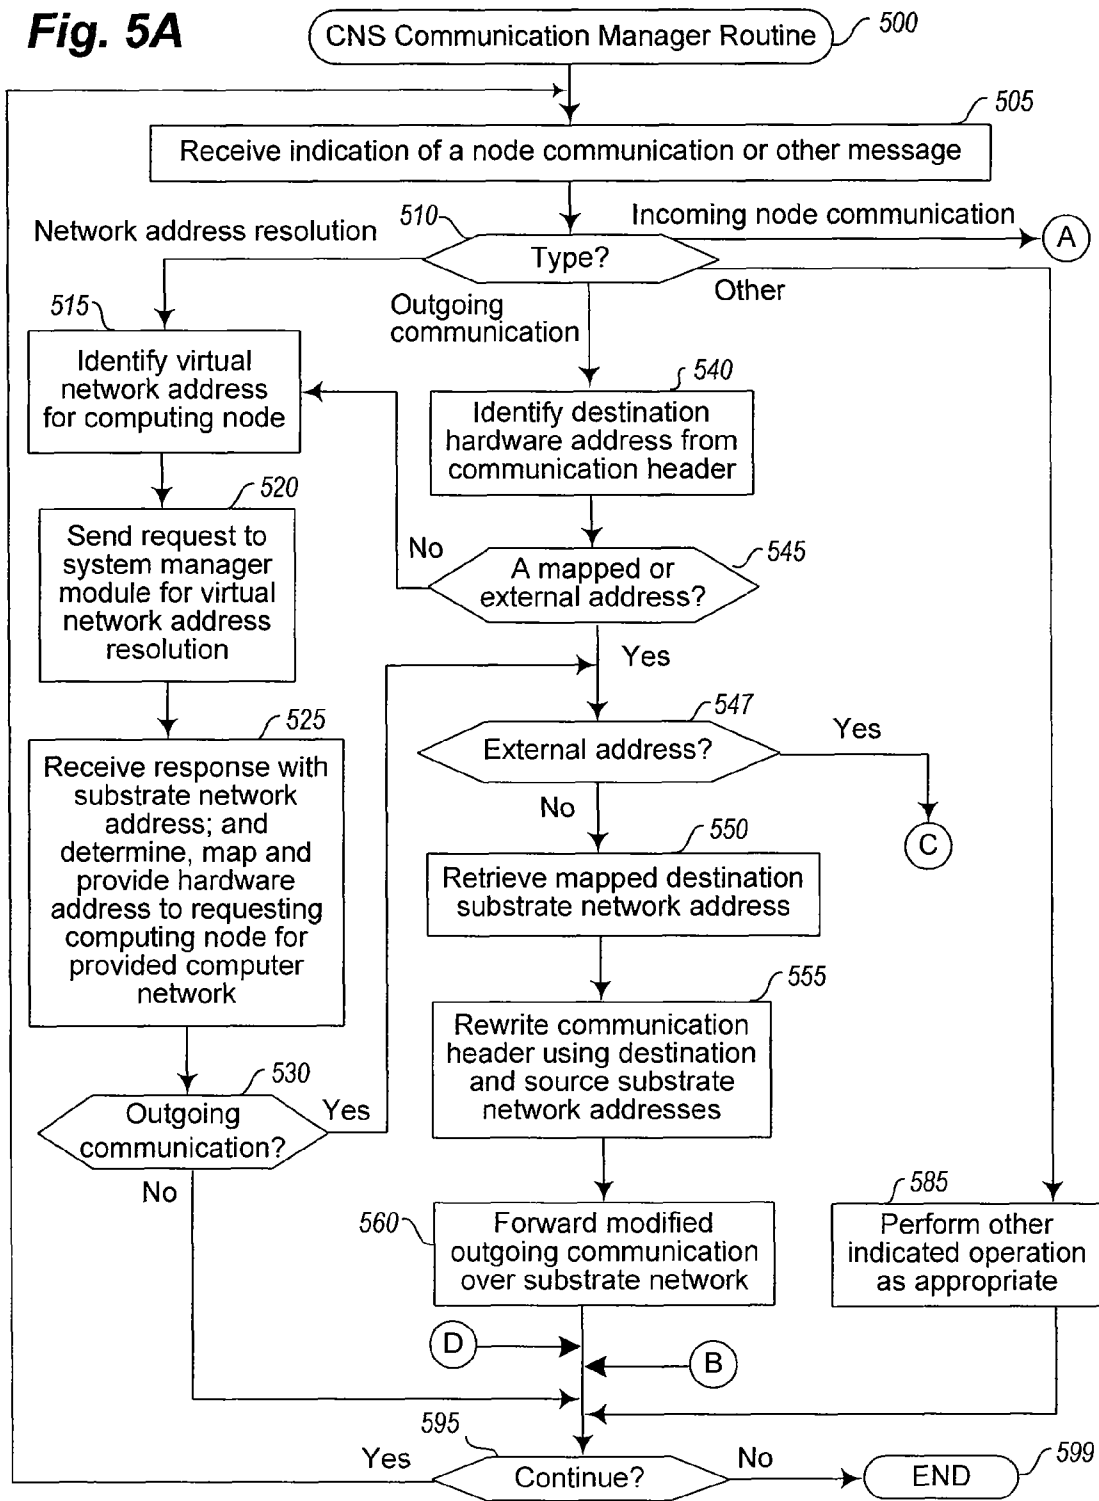 Fig. 5A
CNS Communication Manager Routine
500
505
Receive indication of a node communication or other message
510
Incoming node communication
A
Network address resolution
Type?
Other
Outgoing
communication
515
Identify virtual
network address
for computing node
540
Identify destination
hardware address from
communication header
520
Send request to
system manager
module for virtual
network address
resolution
No
545
A mapped or
external address?
Yes
547
External address?
Yes
No
C
525
Receive response with
substrate network
address; and
determine, map and
provide hardware
address to requesting
computing node for
provided computer
network
550
Retrieve mapped destination
substrate network address
555
Rewrite communication
header using destination
and source substrate
network addresses
530
Outgoing
communication?
Yes
No
560
Forward modified
outgoing communication
over substrate network
585
Perform other
indicated operation
as appropriate
D
B
595
Yes
Continue?
No
END
599